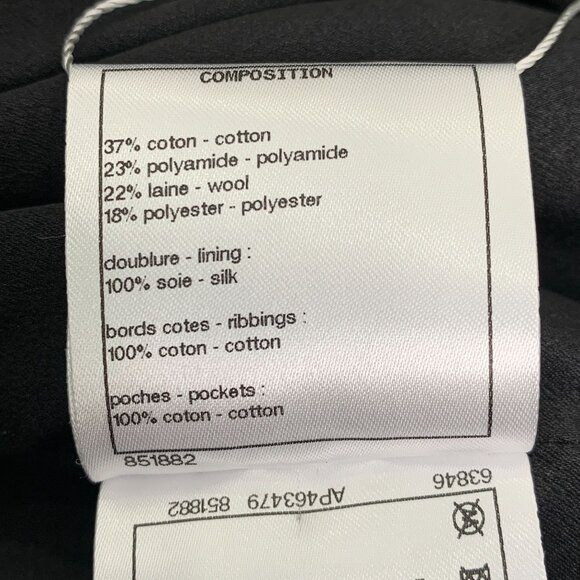 COMPOSITION
37% coton - cotton
23% polyamide - polyamide
22% laine - wool
18% polyester - polyester
doublure - lining :
100% soie - silk
bords cotes - ribbings :
100% coton - cotton
poches - pockets :
100% coton - cotton
851882
63846 AP463479 851882